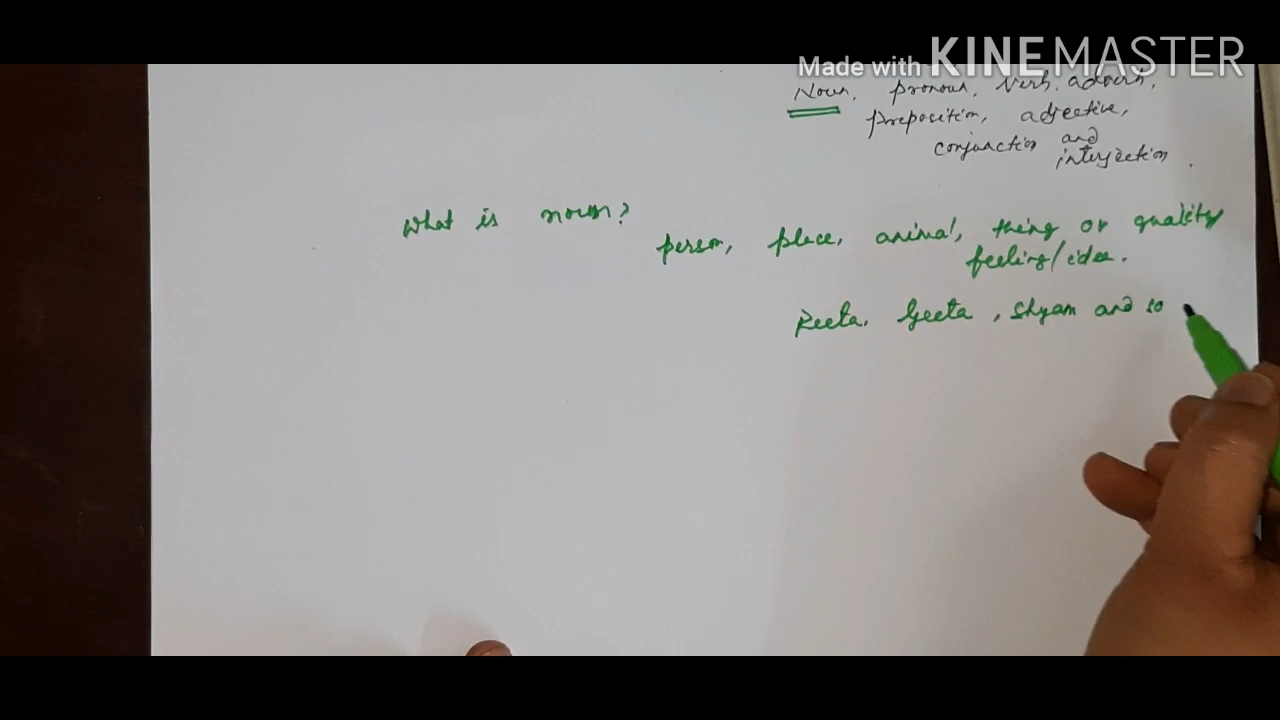 Made with KINEMASTER
Noun, pronoun, verb, adverb,
preposition, adjective,
conjunction and
interjection.
What is noun?
person, place, animal, thing or quality
feeling/idea.
Reeta, Geeta, Shyam and so